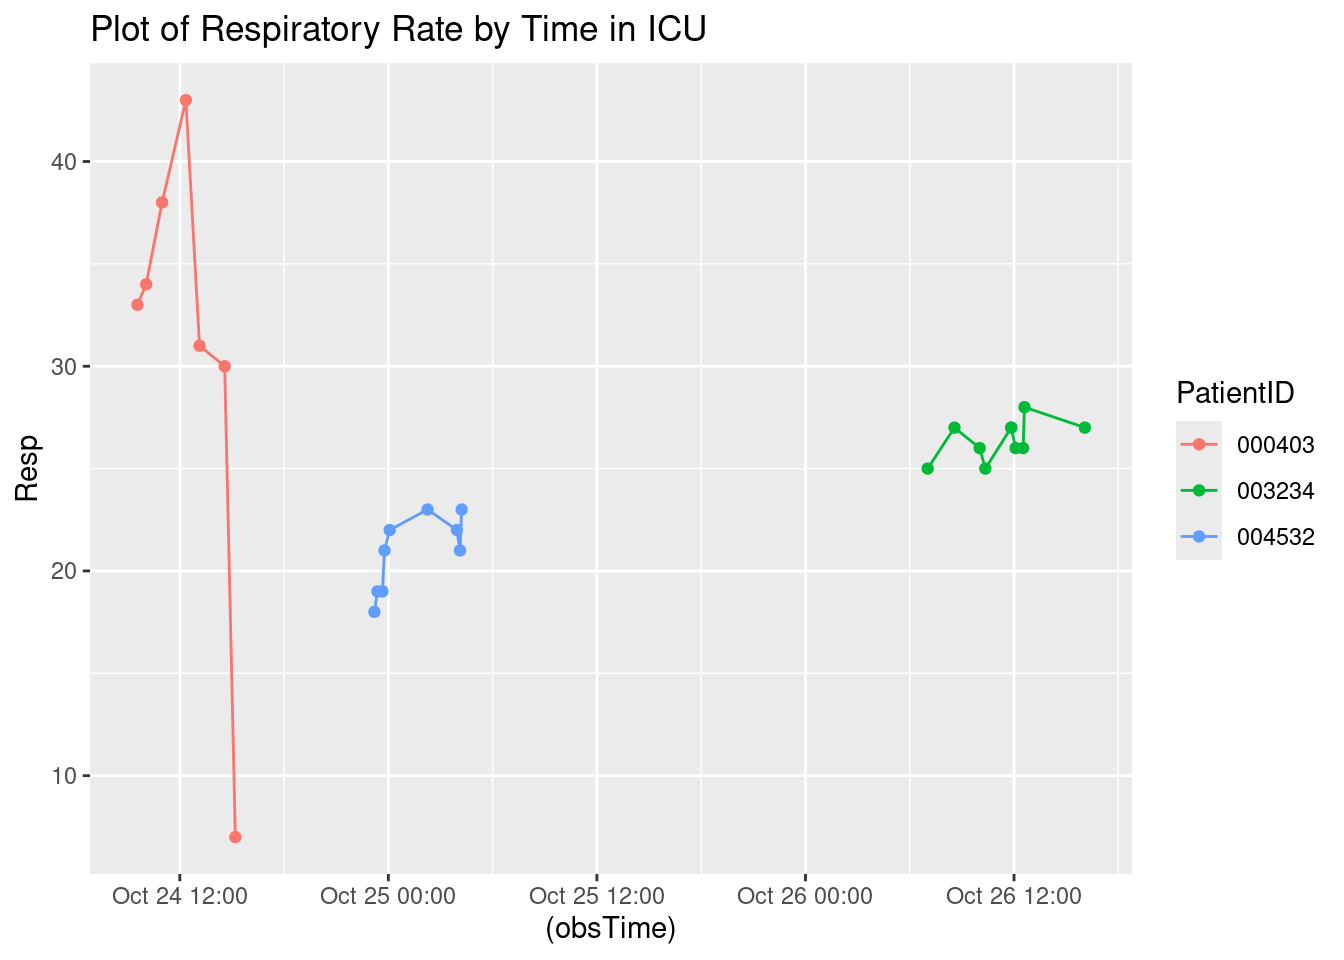 Plot of Respiratory Rate by Time in ICU
Resp
40
30
20
10
Oct 24 12:00 Oct 25 00:00 Oct 25 12:00 Oct 26 00:00 Oct 26 12:00
(obsTime)
PatientID
000403
003234
004532